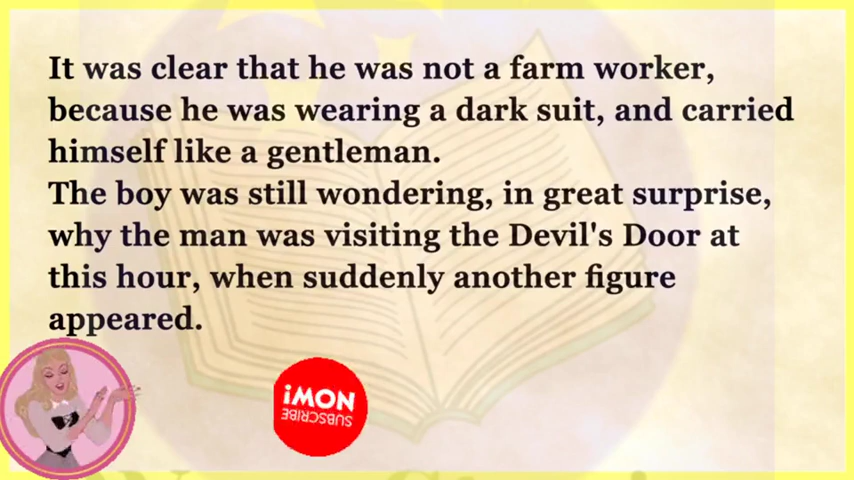 It was clear that he was not a farm worker,
because he was wearing a dark suit, and carried
himself like a gentleman.
The boy was still wondering, in great surprise,
why the man was visiting the Devil's Door at
this hour, when suddenly another figure
appeared.
iMON
SUBSCRIBE